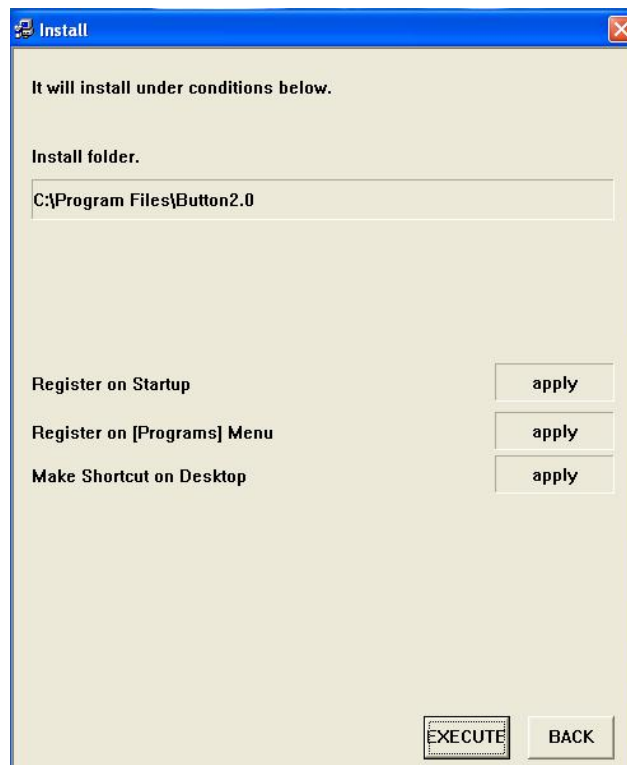 Install
It will install under conditions below.
Install folder.
C:\Program Files\Button2.0
Register on Startup apply
Register on [Programs] Menu apply
Make Shortcut on Desktop apply
EXECUTE BACK